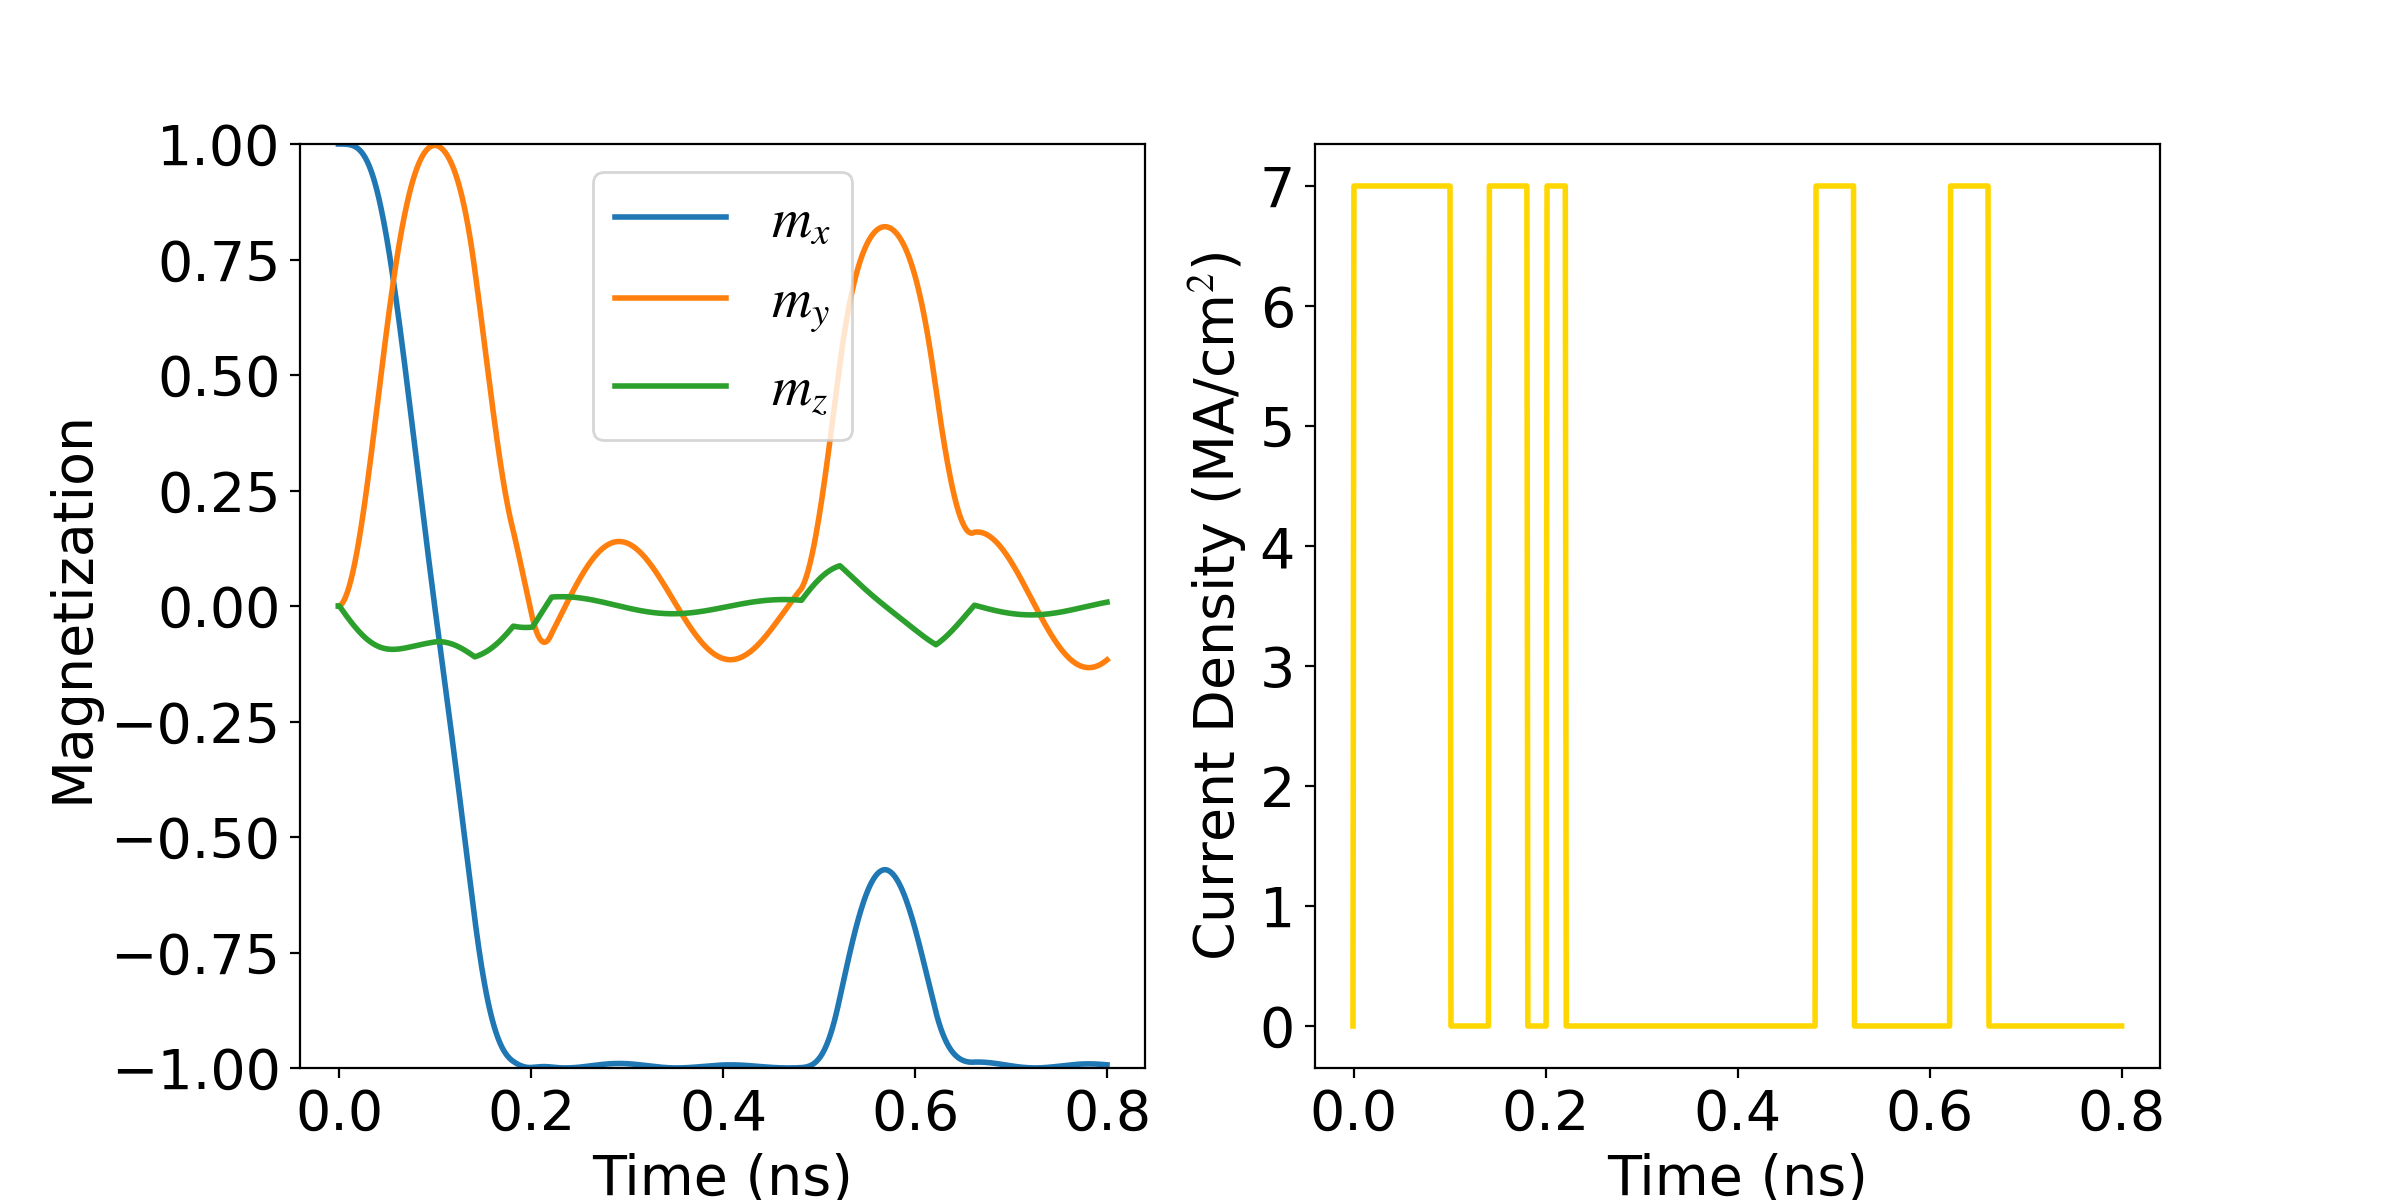 Magnetization
1.00
0.75
0.50
0.25
0.00
−0.25
−0.50
−0.75
−1.00
0.0 0.2 0.4 0.6 0.8
Time (ns)
m_x
m_y
m_z
Current Density (MA/cm²)
7
6
5
4
3
2
1
0
0.0 0.2 0.4 0.6 0.8
Time (ns)